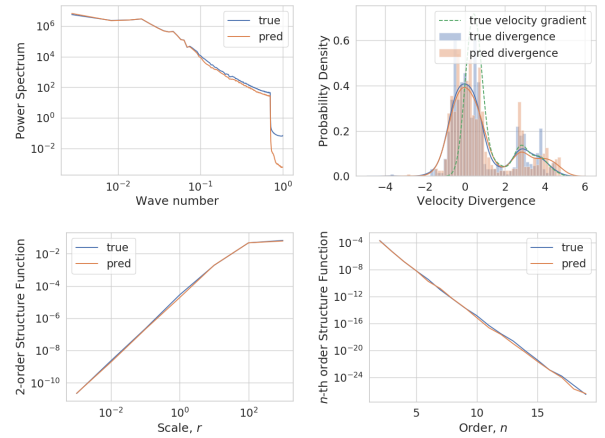 true
pred
10^6
10^4
10^2
10^0
10^−2
Power Spectrum
10^−2
10^−1
10^0
Wave number
true velocity gradient
true divergence
pred divergence
0.6
0.4
0.2
0.0
Probability Density
−4
−2
0
2
4
6
Velocity Divergence
true
pred
10^−2
10^−4
10^−6
10^−8
10^−10
2-order Structure Function
10^−2
10^0
10^2
Scale, r
true
pred
10^−4
10^−8
10^−12
10^−16
10^−20
10^−24
n-th order Structure Function
5
10
15
Order, n